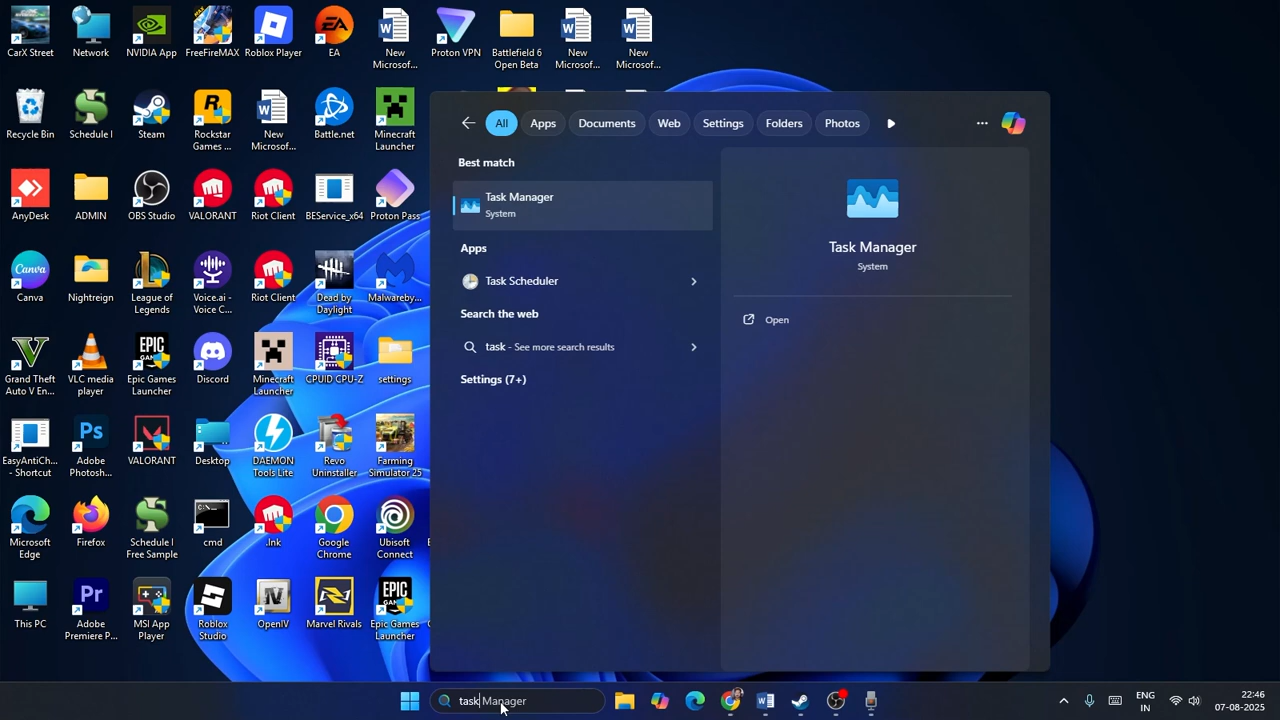 CarX Street
Network
NVIDIA App
FreeFireMAX
Roblox Player
EA
New
Microsof...
Proton VPN
Battlefield 6
Open Beta
New
Microsof...
New
Microsof...
Recycle Bin
Schedule I
Steam
Rockstar
Games ...
New
Microsof...
Battle.net
Minecraft
Launcher
AnyDesk
ADMIN
OBS Studio
VALORANT
Riot Client
BEService_x64
Proton Pass
Canva
Nightreign
League of
Legends
Voice.ai -
Voice C...
Riot Client
Dead by
Daylight
Malwareby...
Grand Theft
Auto V En...
VLC media
player
Epic Games
Launcher
Discord
Minecraft
Launcher
CPUID CPU-Z
settings
EasyAntiCh...
- Shortcut
Adobe
Photosh...
VALORANT
Desktop
DAEMON
Tools Lite
Revo
Uninstaller
Farming
Simulator 25
Microsoft
Edge
Firefox
Schedule I
Free Sample
cmd
.lnk
Google
Chrome
Ubisoft
Connect
This PC
Adobe
Premiere P...
MSI App
Player
Roblox
Studio
OpenIV
Marvel Rivals
Epic Games
Launcher
All
Apps
Documents
Web
Settings
Folders
Photos
...
Best match
Task Manager
System
Apps
Task Scheduler
Search the web
task - See more search results
Settings (7+)
Task Manager
System
Open
task Manager
ENG
IN
22:46
07-08-2025